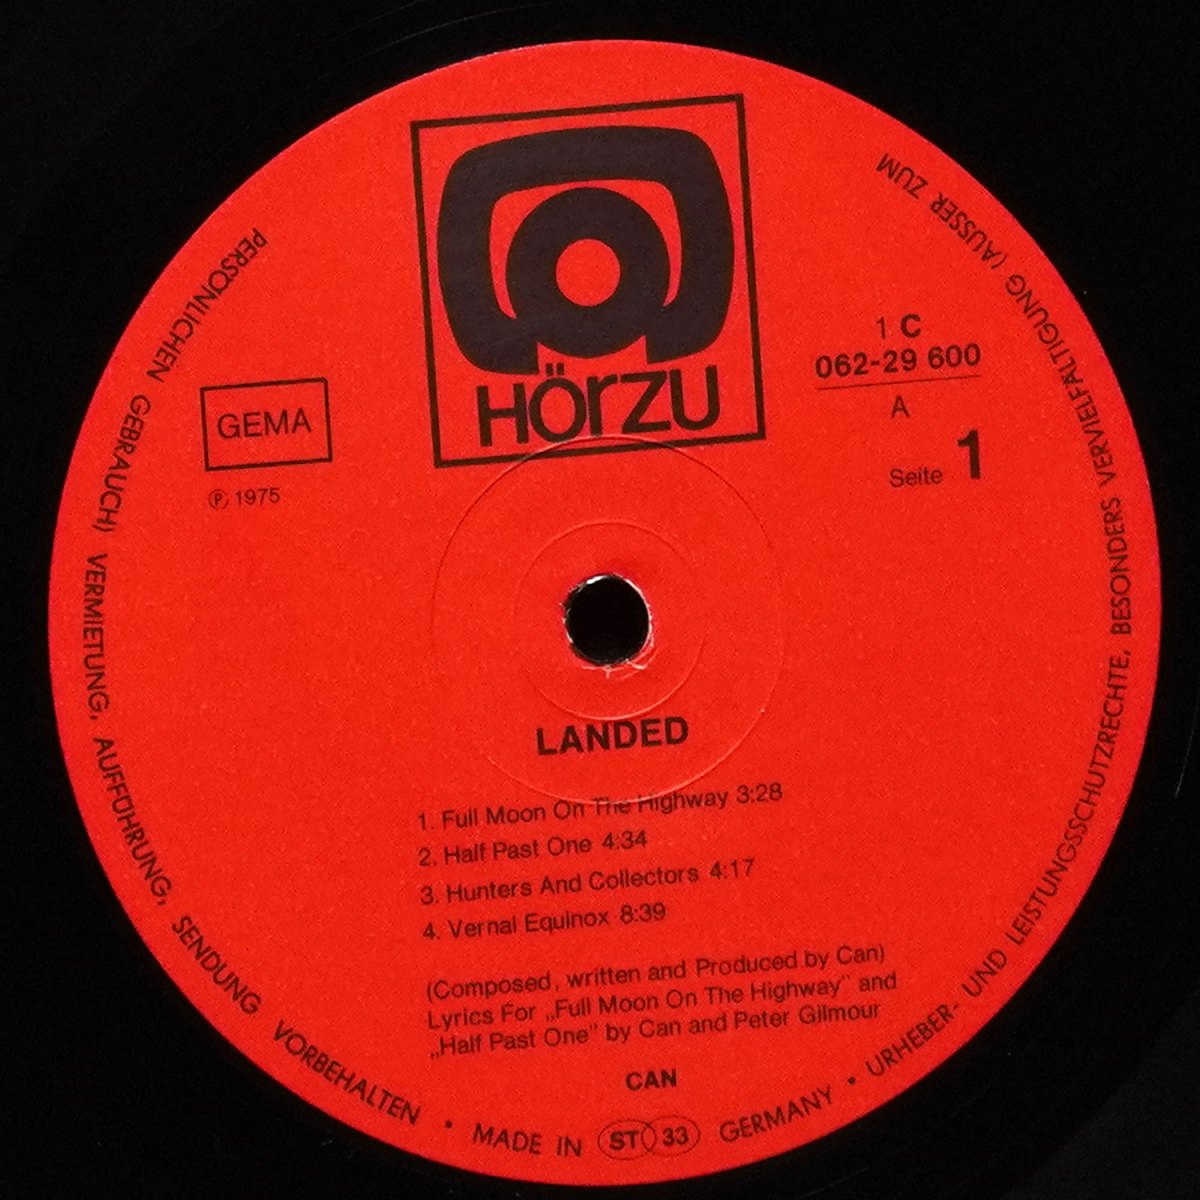 HÖRZU
GEMA
℗ 1975
1 C
062-29 600
A
Seite 1
LANDED
1. Full Moon On The Highway 3:28
2. Half Past One 4:34
3. Hunters And Collectors 4:17
4. Vernal Equinox 8:39
(Composed, written and Produced by Can)
Lyrics For „Full Moon On The Highway" and
„Half Past One" by Can and Peter Gilmour
CAN
URHEBER- UND LEISTUNGSSCHUTZRECHTE, BESONDERS VERVIELFÄLTIGUNG (AUSSER ZUM
PERSÖNLICHEN GEBRAUCH) VERMIETUNG, AUFFÜHRUNG, SENDUNG VORBEHALTEN • MADE IN ST 33 GERMANY •